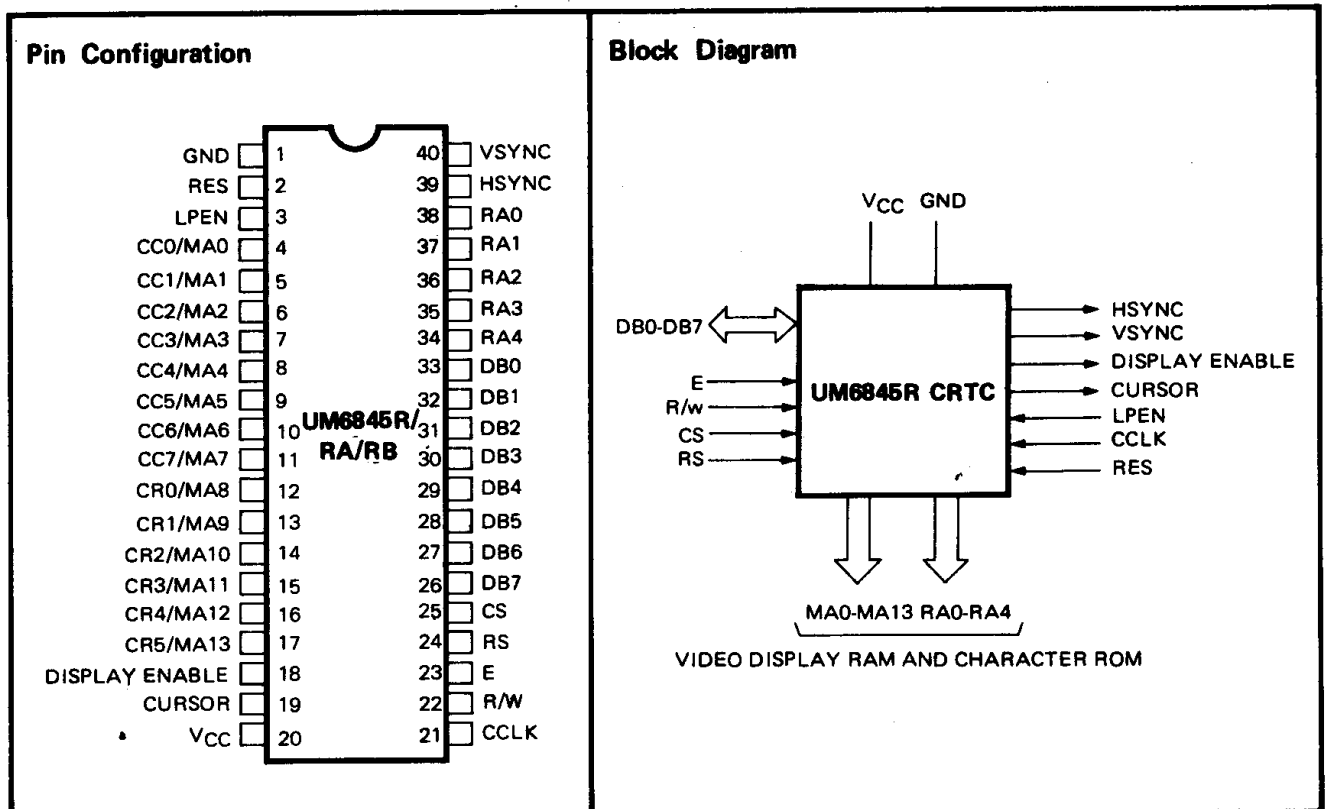 Pin Configuration
GND 1 40 VSYNC
RES 2 39 HSYNC
LPEN 3 38 RA0
CC0/MA0 4 37 RA1
CC1/MA1 5 36 RA2
CC2/MA2 6 35 RA3
CC3/MA3 7 34 RA4
CC4/MA4 8 33 DB0
CC5/MA5 9 32 DB1
CC6/MA6 10 UM6845R/ 31 DB2
CC7/MA7 11 RA/RB 30 DB3
CR0/MA8 12 29 DB4
CR1/MA9 13 28 DB5
CR2/MA10 14 27 DB6
CR3/MA11 15 26 DB7
CR4/MA12 16 25 CS
CR5/MA13 17 24 RS
DISPLAY ENABLE 18 23 E
CURSOR 19 22 R/W
VCC 20 21 CCLK
Block Diagram
VCC GND
DB0-DB7
E
R/w
CS
RS
UM6845R CRTC
HSYNC
VSYNC
DISPLAY ENABLE
CURSOR
LPEN
CCLK
RES
MA0-MA13 RA0-RA4
VIDEO DISPLAY RAM AND CHARACTER ROM